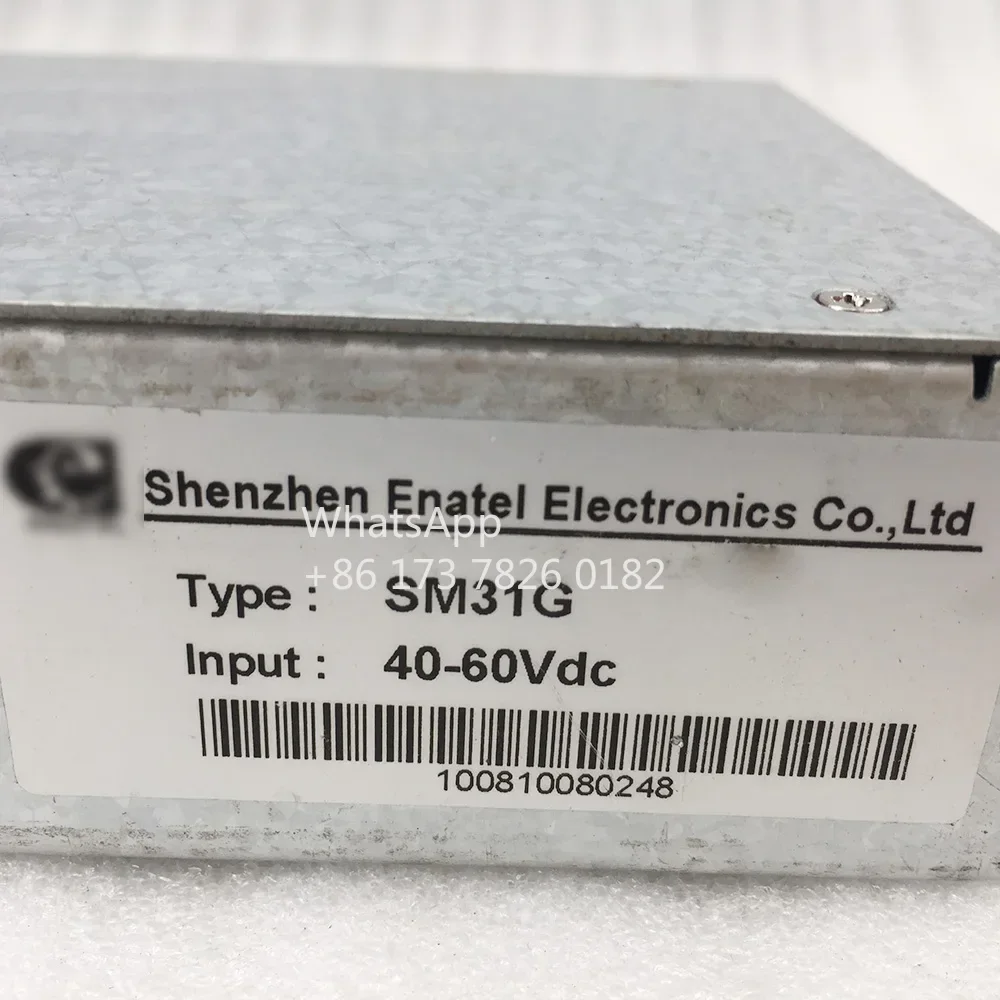 Shenzhen Enatel Electronics Co.,Ltd
WhatsApp
+86 173 7826 0182
Type : SM31G
Input : 40-60Vdc
100810080248